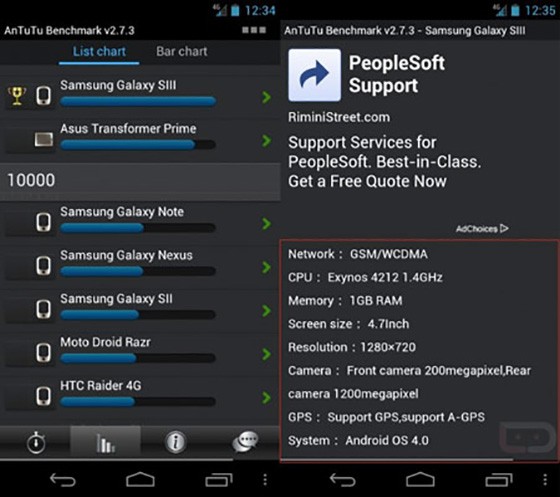 12:34
AnTuTu Benchmark v2.7.3
List chart
Bar chart
Samsung Galaxy SIII
Asus Transformer Prime
10000
Samsung Galaxy Note
Samsung Galaxy Nexus
Samsung Galaxy SII
Moto Droid Razr
HTC Raider 4G
12:35
AnTuTu Benchmark v2.7.3 - Samsung Galaxy SIII
PeopleSoft
Support
RiminiStreet.com
Support Services for
PeopleSoft. Best-in-Class.
Get a Free Quote Now
AdChoices
Network : GSM/WCDMA
CPU : Exynos 4212 1.4GHz
Memory : 1GB RAM
Screen size : 4.7Inch
Resolution : 1280×720
Camera : Front camera 200megapixel,Rear
camera 1200megapixel
GPS : Support GPS,support A-GPS
System : Android OS 4.0